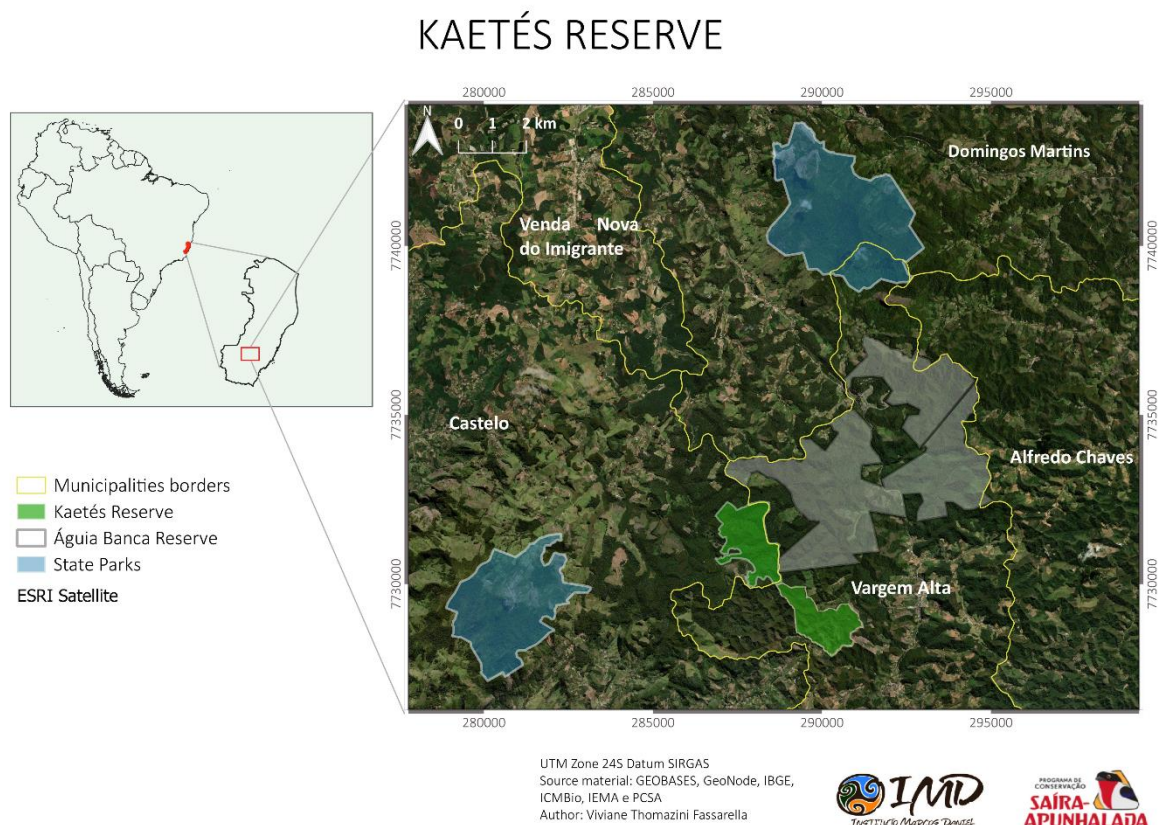 KAETÉS RESERVE
280000 285000 290000 295000
N
0 1 2 km
Domingos Martins
Venda Nova
do Imigrante
7740000
7740000
7735000
7735000
Castelo
Alfredo Chaves
7730000
7730000
Vargem Alta
280000 285000 290000 295000
Municipalities borders
Kaetés Reserve
Águia Banca Reserve
State Parks
ESRI Satellite
UTM Zone 24S Datum SIRGAS
Source material: GEOBASES, GeoNode, IBGE,
ICMBio, IEMA e PCSA
Author: Viviane Thomazini Fassarella
IMD
INSTITUTO MARCOS DANIEL
PROGRAMA DE
CONSERVAÇÃO
SAÍRA-
APUNHALADA